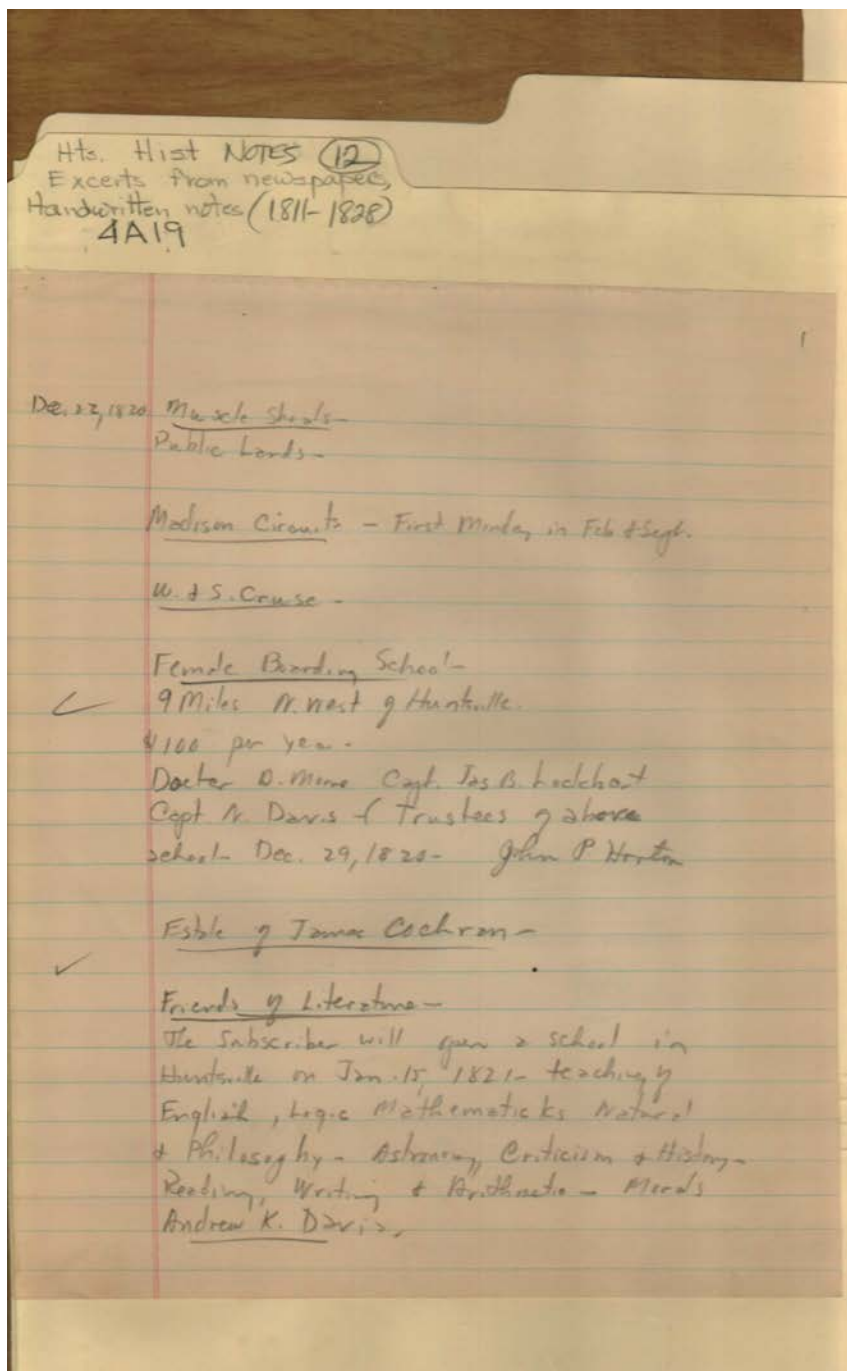 Hts. Hist NOTES 12
Excerts from newspapers,
Handwritten notes (1811-1828)
4A19
1
Dec. 22, 1820 Muscle Shoals-
Public Lands-
Madison Circuits - First Monday in Feb & Sept.
W. & S. Cruse -
Female Boarding School-
9 Miles N. West of Huntsville.
$100 per year.
Docter D. Moore Capt. Jas B. Lockhart
Capt N. Davis - Trustees of above
school- Dec. 29, 1820- John P. Horton
Estate of James Cochran-
Friends of Literature-
The Subscriber will open a school in
Huntsville on Jan. 15, 1821- teaching of
English, Logic Mathematicks Natural
& Philosophy- Astronomy, Criticism & History-
Reading, Writing & Arithmetic - Morals
Andrew K. Davis,